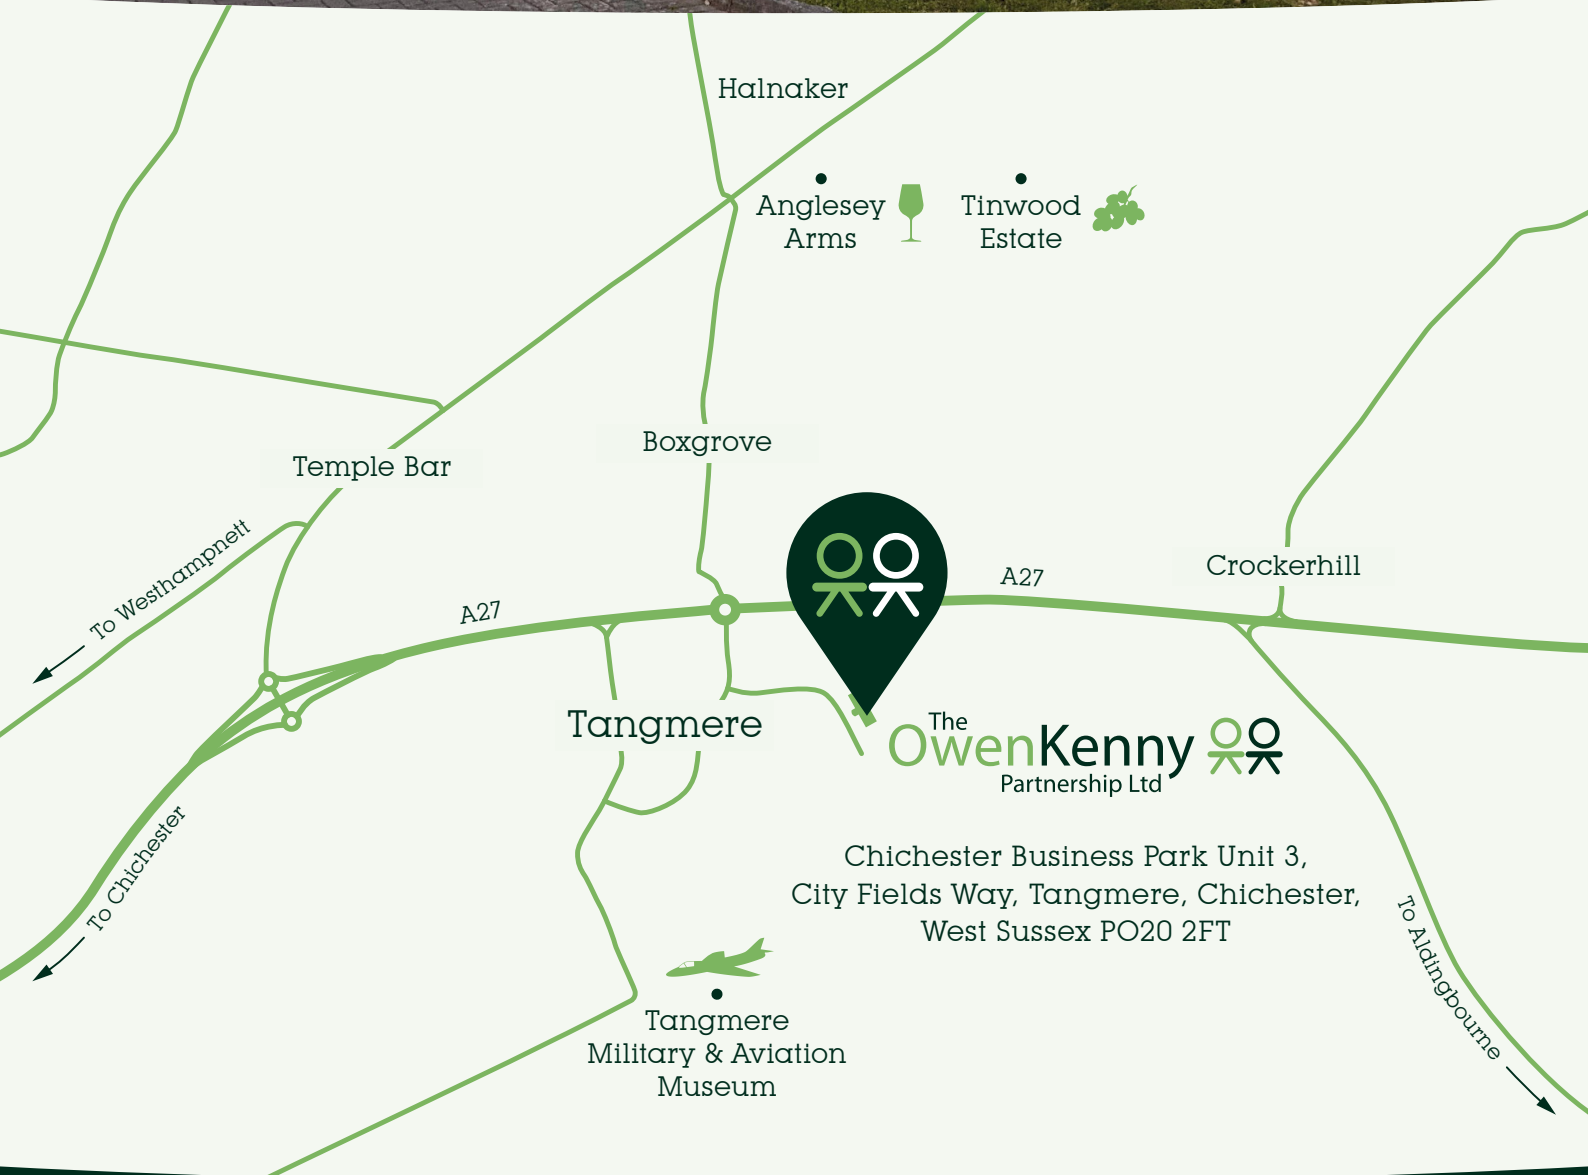 Halnaker
Anglesey
Arms
Tinwood
Estate
Boxgrove
Temple Bar
To Westhampnett
A27
A27
Crockerhill
Tangmere
The
OwenKenny
Partnership Ltd
To Chichester
Chichester Business Park Unit 3,
City Fields Way, Tangmere, Chichester,
West Sussex PO20 2FT
To Aldingbourne
Tangmere
Military & Aviation
Museum